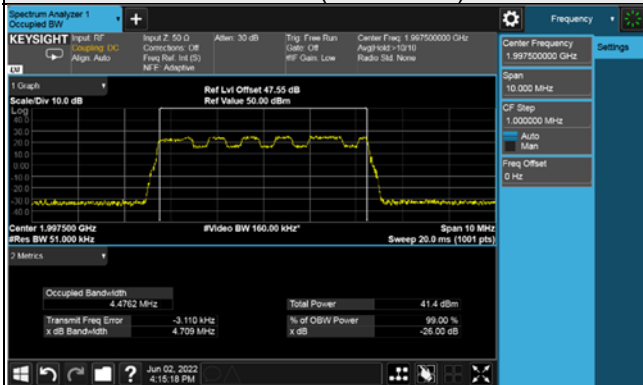 Spectrum Analyzer 1
Occupied BW
Frequency
KEYSIGHT
Input: RF
Coupling: DC
Align: Auto
Input Z: 50 Ω
Corrections: Off
Freq Ref: Int (S)
NFE: Adaptive
Atten: 30 dB
Trig: Free Run
Gate: Off
#IF Gain: Low
Center Freq: 1.997500000 GHz
Avg|Hold:>10/10
Radio Std: None
Center Frequency
1.997500000 GHz
Settings
Span
10.000 MHz
CF Step
1.000000 MHz
Auto
Man
Freq Offset
0 Hz
1 Graph
Scale/Div 10.0 dB
Ref Lvl Offset 47.55 dB
Ref Value 50.00 dBm
Log
40.0
30.0
20.0
10.0
0.00
-10.0
-20.0
-30.0
-40.0
Center 1.997500 GHz
#Res BW 51.000 kHz
#Video BW 160.00 kHz*
Span 10 MHz
Sweep 20.0 ms (1001 pts)
2 Metrics
Occupied Bandwidth
4.4762 MHz
Total Power 41.4 dBm
Transmit Freq Error -3.110 kHz
% of OBW Power 99.00 %
x dB Bandwidth 4.709 MHz
x dB -26.00 dB
Jun 02, 2022
4:15:18 PM